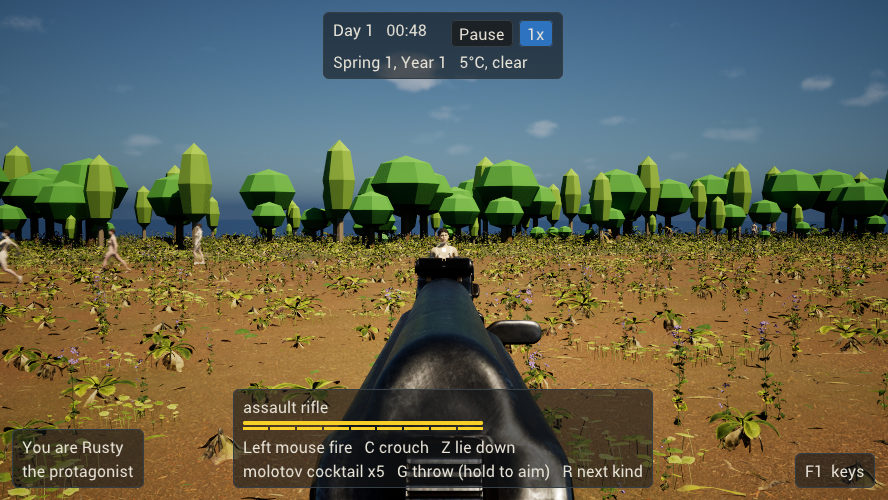 Day 1 00:48 Pause 1x
Spring 1, Year 1 5°C, clear
assault rifle
Left mouse fire C crouch Z lie down
molotov cocktail x5 G throw (hold to aim) R next kind
You are Rusty
the protagonist
F1 keys